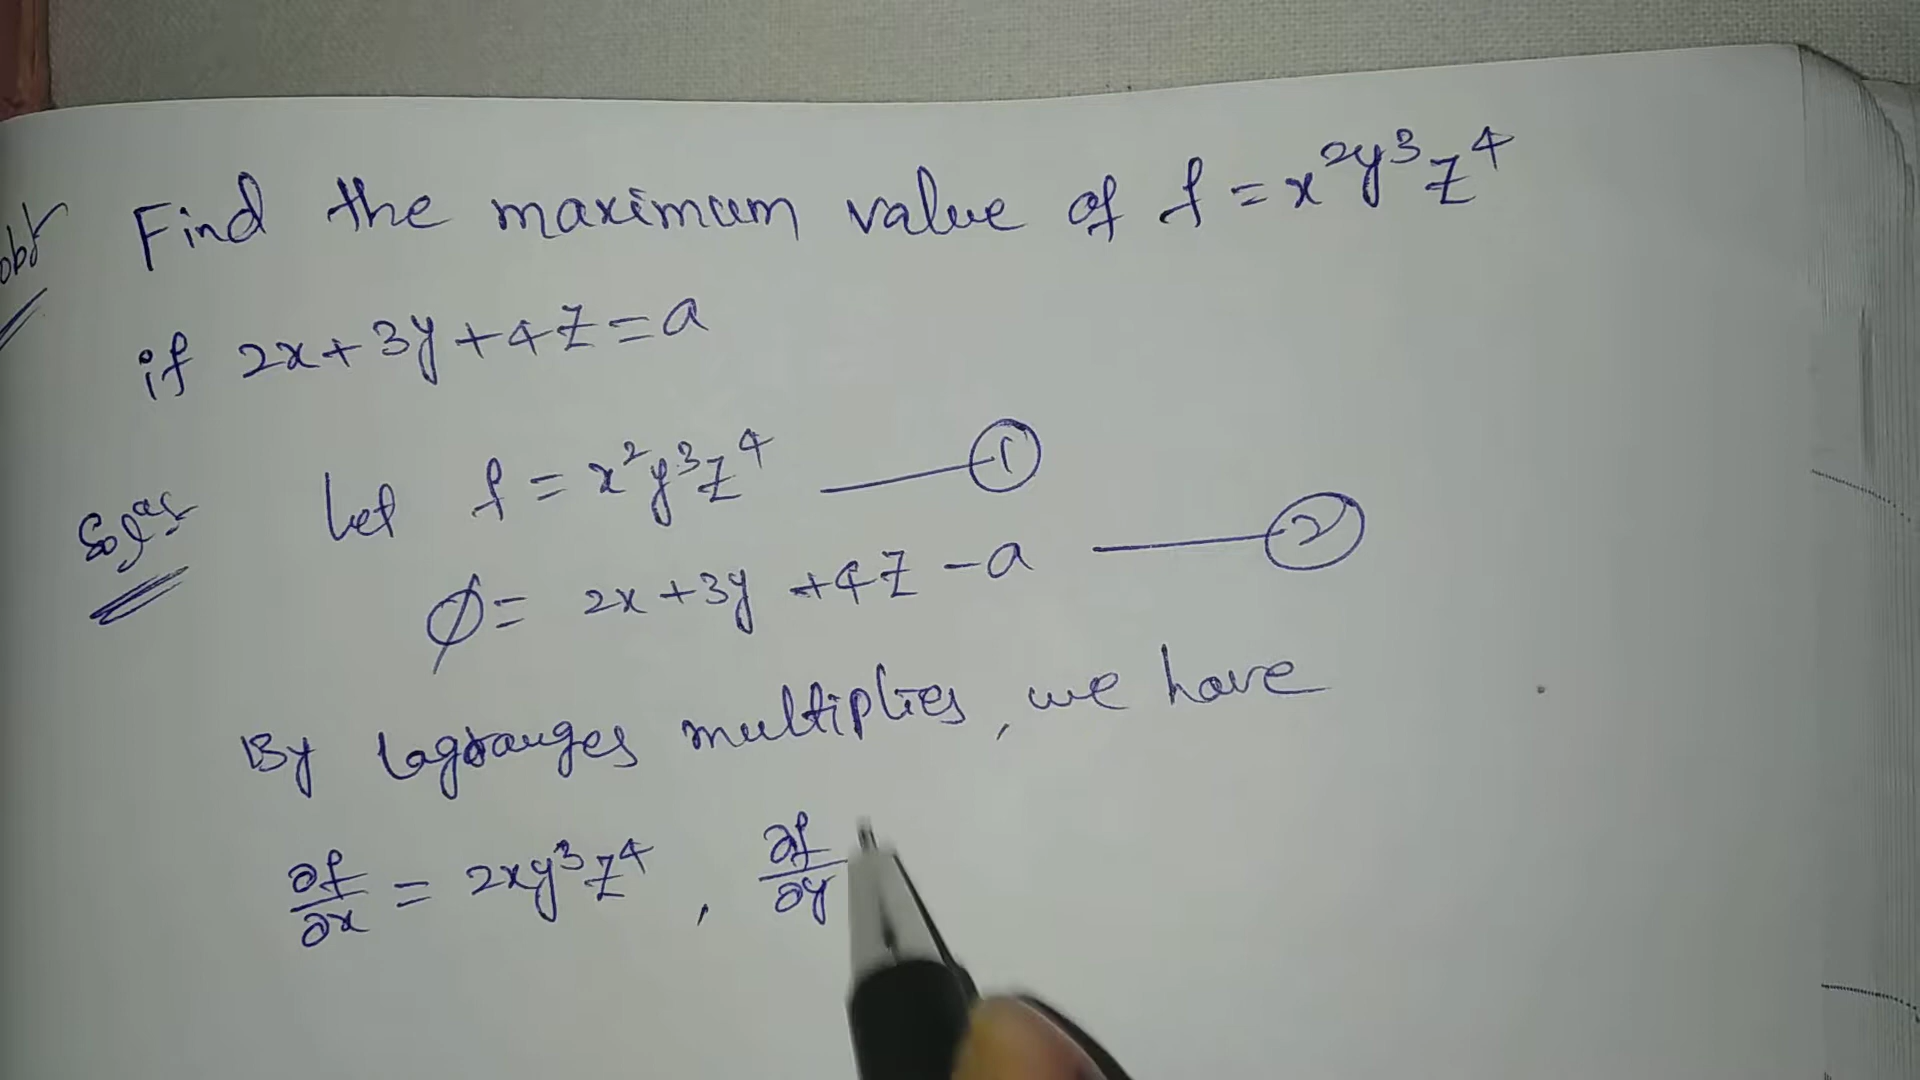 Find the maximum value of f = x²y³z⁴
if 2x+3y+4z=a
Let f = x²y³z⁴ ——— ①
∅= 2x+3y+4z-a ——— ②
By lagranges multiplies, we have
∂f/∂x = 2xy³z⁴, ∂f/∂y